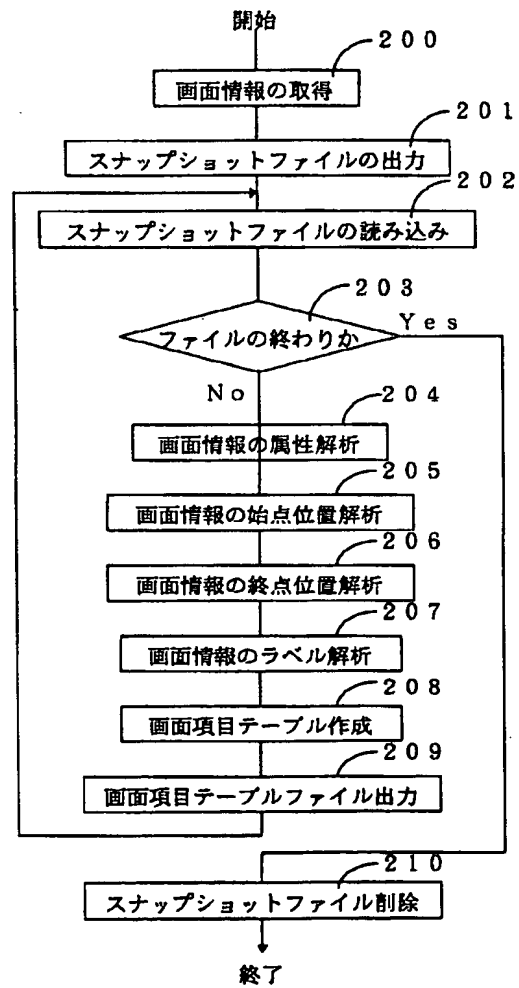 開始
200
画面情報の取得
201
スナップショットファイルの出力
202
スナップショットファイルの読み込み
203
ファイルの終わりか
Yes
No
204
画面情報の属性解析
205
画面情報の始点位置解析
206
画面情報の終点位置解析
207
画面情報のラベル解析
208
画面項目テーブル作成
209
画面項目テーブルファイル出力
210
スナップショットファイル削除
終了